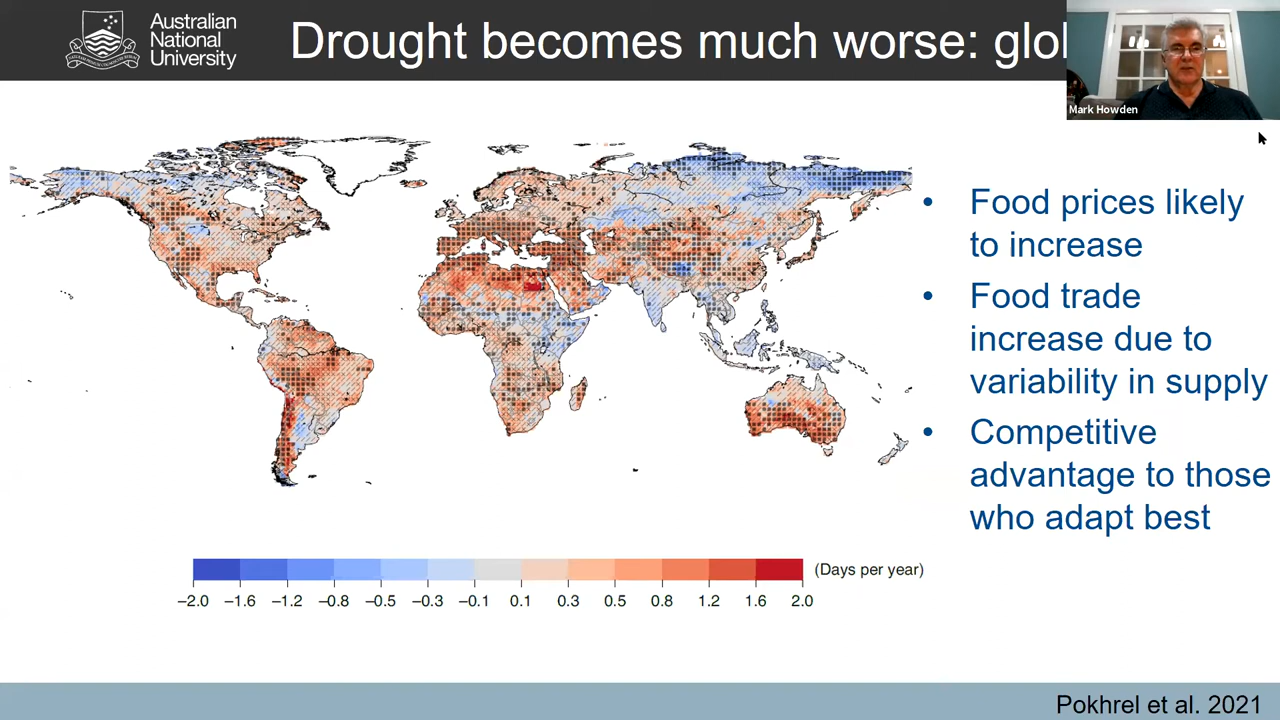 Australian
National
University
Drought becomes much worse: glo
Mark Howden
• Food prices likely
to increase
• Food trade
increase due to
variability in supply
• Competitive
advantage to those
who adapt best
(Days per year)
–2.0 –1.6 –1.2 –0.8 –0.5 –0.3 –0.1 0.1 0.3 0.5 0.8 1.2 1.6 2.0
Pokhrel et al. 2021